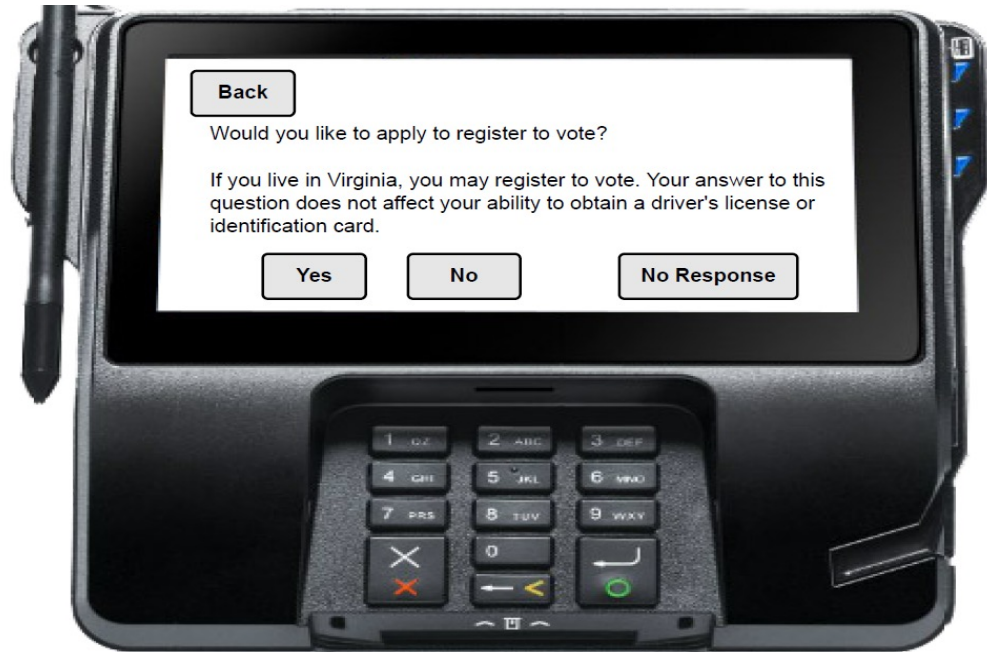 Back
Would you like to apply to register to vote?
If you live in Virginia, you may register to vote. Your answer to this
question does not affect your ability to obtain a driver's license or
identification card.
Yes No No Response
1 QZ 2 ABC 3 DEF
4 GHI 5 JKL 6 MNO
7 PRS 8 TUV 9 WXY
0